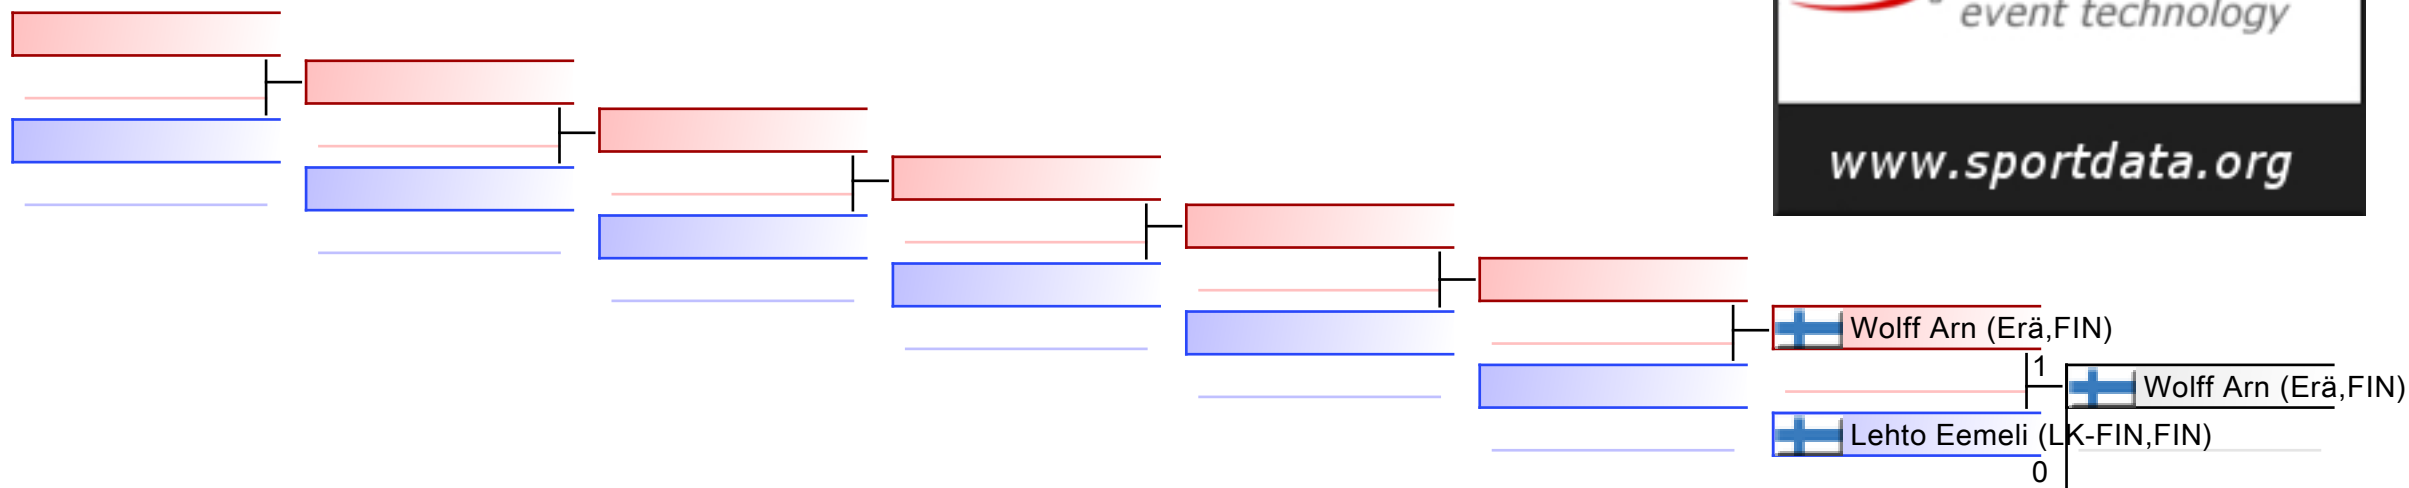 event technology
www.sportdata.org
Wolff Arn (Erä,FIN)
1
Wolff Arn (Erä,FIN)
Lehto Eemeli (LK-FIN,FIN)
0